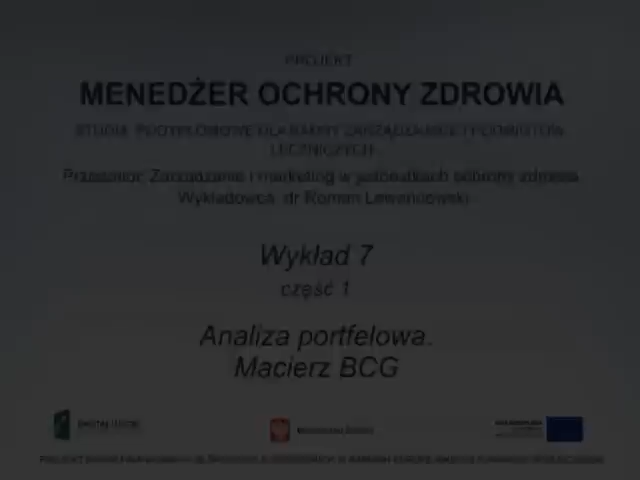 PROJEKT
MENEDŻER OCHRONY ZDROWIA
STUDIA PODYPLOMOWE DLA KADRY ZARZĄDZAJĄCEJ PODMIOTÓW
LECZNICZYCH
Przedmiot: Zarządzanie i marketing w jednostkach ochrony zdrowia
Wykładowca: dr Roman Lewandowski
Wykład 7
część 1
Analiza portfelowa.
Macierz BCG